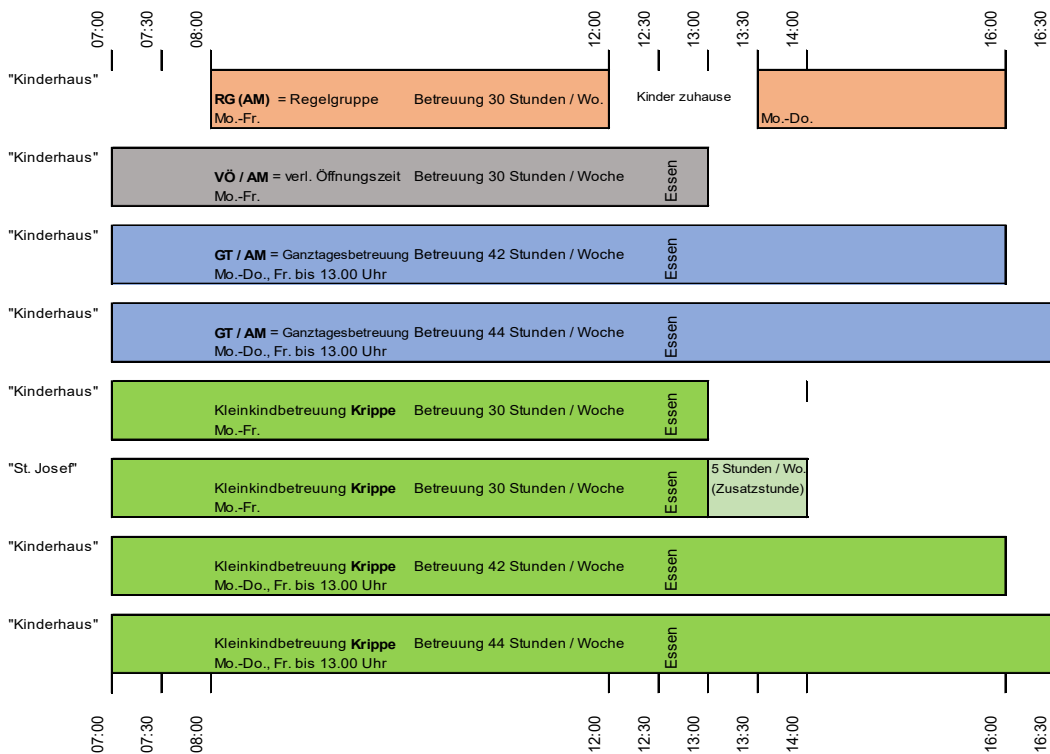 07:00 07:30 08:00 12:00 12:30 13:00 13:30 14:00 16:00 16:30
"Kinderhaus"
RG (AM) = Regelgruppe Betreuung 30 Stunden / Wo. Kinder zuhause
Mo.-Fr. Mo.-Do.
"Kinderhaus"
VÖ / AM = verl. Öffnungszeit Betreuung 30 Stunden / Woche Essen
Mo.-Fr.
"Kinderhaus"
GT / AM = Ganztagesbetreuung Betreuung 42 Stunden / Woche Essen
Mo.-Do., Fr. bis 13.00 Uhr
"Kinderhaus"
GT / AM = Ganztagesbetreuung Betreuung 44 Stunden / Woche Essen
Mo.-Do., Fr. bis 13.00 Uhr
"Kinderhaus"
Kleinkindbetreuung Krippe Betreuung 30 Stunden / Woche Essen
Mo.-Fr.
"St. Josef" 5 Stunden / Wo.
Kleinkindbetreuung Krippe Betreuung 30 Stunden / Woche Essen (Zusatzstunde)
Mo.-Fr.
"Kinderhaus"
Kleinkindbetreuung Krippe Betreuung 42 Stunden / Woche Essen
Mo.-Do., Fr. bis 13.00 Uhr
"Kinderhaus"
Kleinkindbetreuung Krippe Betreuung 44 Stunden / Woche Essen
Mo.-Do., Fr. bis 13.00 Uhr
07:00 07:30 08:00 12:00 12:30 13:00 13:30 14:00 16:00 16:30